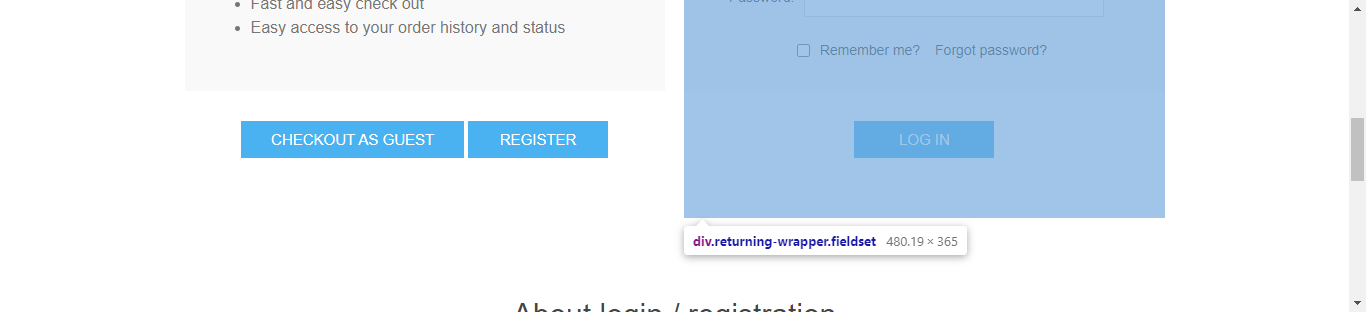 Fast and easy check out
Easy access to your order history and status
CHECKOUT AS GUEST
REGISTER
Password:
Remember me?
Forgot password?
LOG IN
div.returning-wrapper.fieldset 480.19 × 365
About login / registration